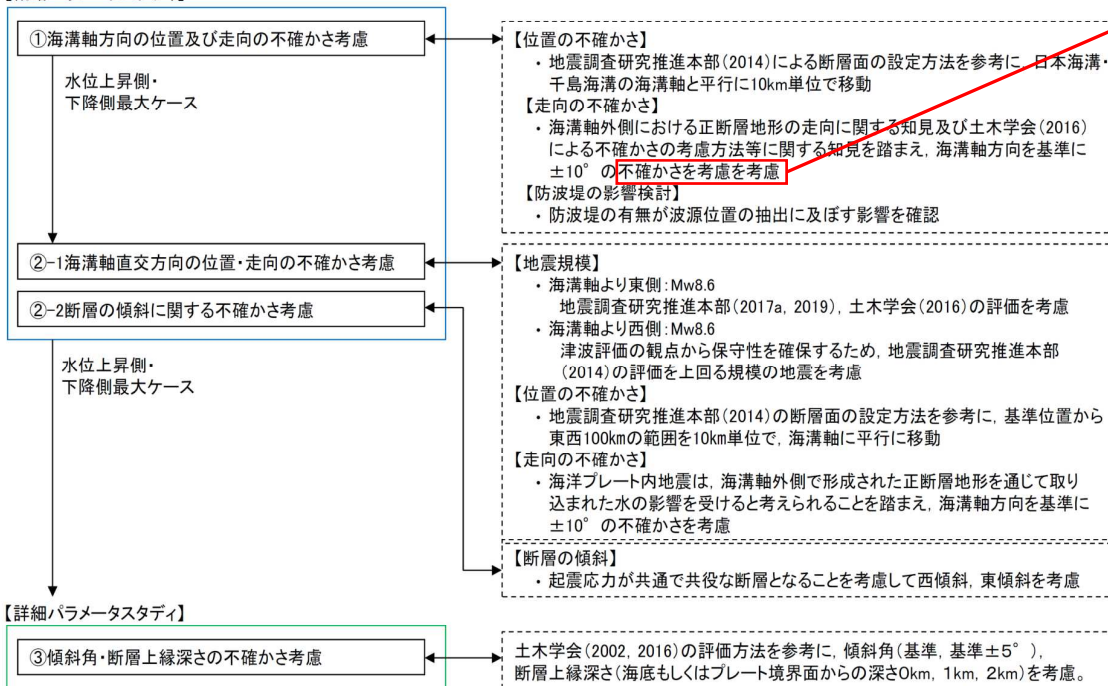 ①海溝軸方向の位置及び走向の不確かさ考慮
水位上昇側・
下降側最大ケース
【位置の不確かさ】
・ 地震調査研究推進本部(2014)による断層面の設定方法を参考に，日本海溝・
千島海溝の海溝軸と平行に10km単位で移動
【走向の不確かさ】
・ 海溝軸外側における正断層地形の走向に関する知見及び土木学会(2016)
による不確かさの考慮方法等に関する知見を踏まえ，海溝軸方向を基準に
±10°の不確かさを考慮を考慮
【防波堤の影響検討】
・ 防波堤の有無が波源位置の抽出に及ぼす影響を確認
②-1海溝軸直交方向の位置・走向の不確かさ考慮
②-2断層の傾斜に関する不確かさ考慮
水位上昇側・
下降側最大ケース
【地震規模】
・ 海溝軸より東側：Mw8.6
地震調査研究推進本部(2017a, 2019)，土木学会(2016)の評価を考慮
・ 海溝軸より西側：Mw8.6
津波評価の観点から保守性を確保するため，地震調査研究推進本部
(2014)の評価を上回る規模の地震を考慮
【位置の不確かさ】
・ 地震調査研究推進本部(2014)の断層面の設定方法を参考に，基準位置から
東西100kmの範囲を10km単位で，海溝軸に平行に移動
【走向の不確かさ】
・ 海洋プレート内地震は，海溝軸外側で形成された正断層地形を通じて取り
込まれた水の影響を受けると考えられることを踏まえ，海溝軸方向を基準に
±10°の不確かさを考慮
【断層の傾斜】
・ 起震応力が共通で共役な断層となることを考慮して西傾斜，東傾斜を考慮
【詳細パラメータスタディ】
③傾斜角・断層上縁深さの不確かさ考慮
土木学会(2002, 2016)の評価方法を参考に，傾斜角(基準，基準±5°)，
断層上縁深さ(海底もしくはプレート境界面からの深さ0km, 1km, 2km)を考慮。